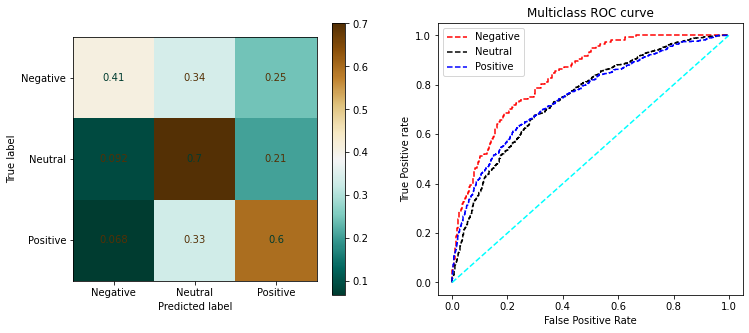 Multiclass ROC curve
True label
Negative
Neutral
Positive
0.41 0.34 0.25
0.7 0.21
0.33 0.6
Negative Neutral Positive
Predicted label
0.7
0.6
0.5
0.4
0.3
0.2
0.1
True Positive rate
1.0
0.8
0.6
0.4
0.2
0.0
Negative
Neutral
Positive
0.0 0.2 0.4 0.6 0.8 1.0
False Positive Rate